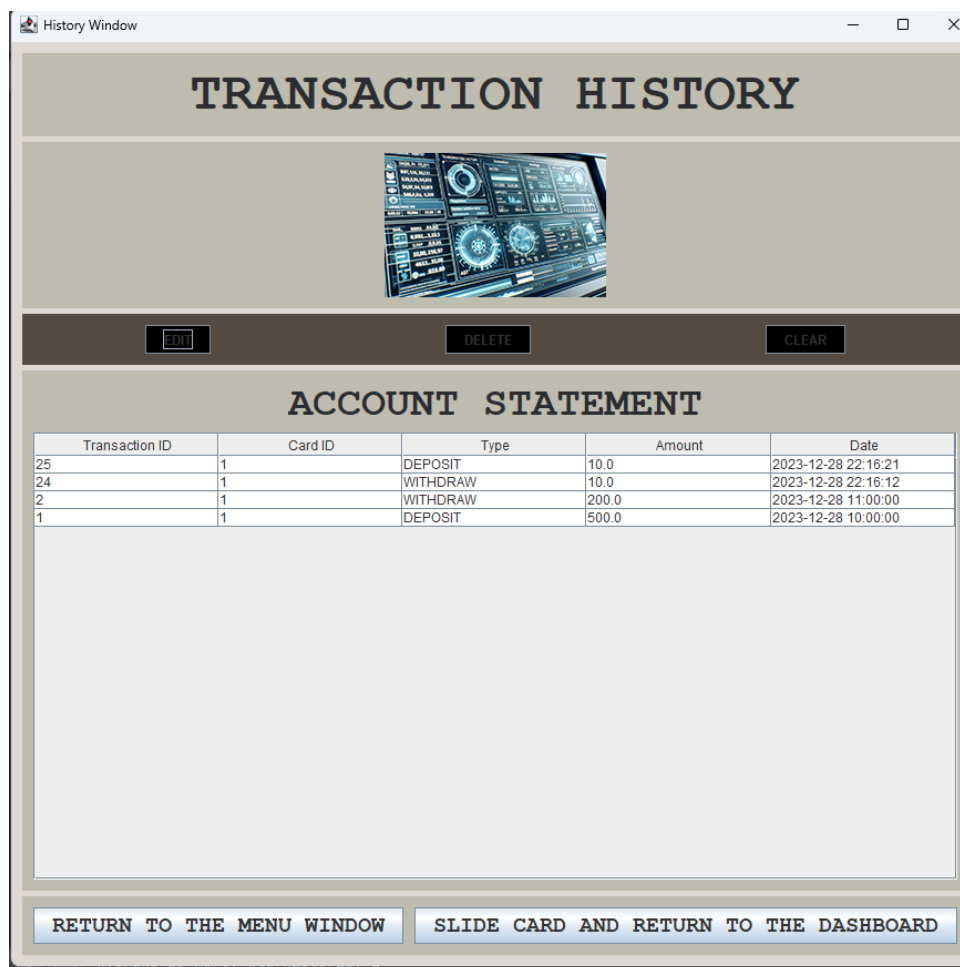 History Window
TRANSACTION HISTORY
EDIT DELETE CLEAR
ACCOUNT STATEMENT
Transaction ID Card ID Type Amount Date
25 1 DEPOSIT 10.0 2023-12-28 22:16:21
24 1 WITHDRAW 10.0 2023-12-28 22:16:12
2 1 WITHDRAW 200.0 2023-12-28 11:00:00
1 1 DEPOSIT 500.0 2023-12-28 10:00:00
RETURN TO THE MENU WINDOW SLIDE CARD AND RETURN TO THE DASHBOARD